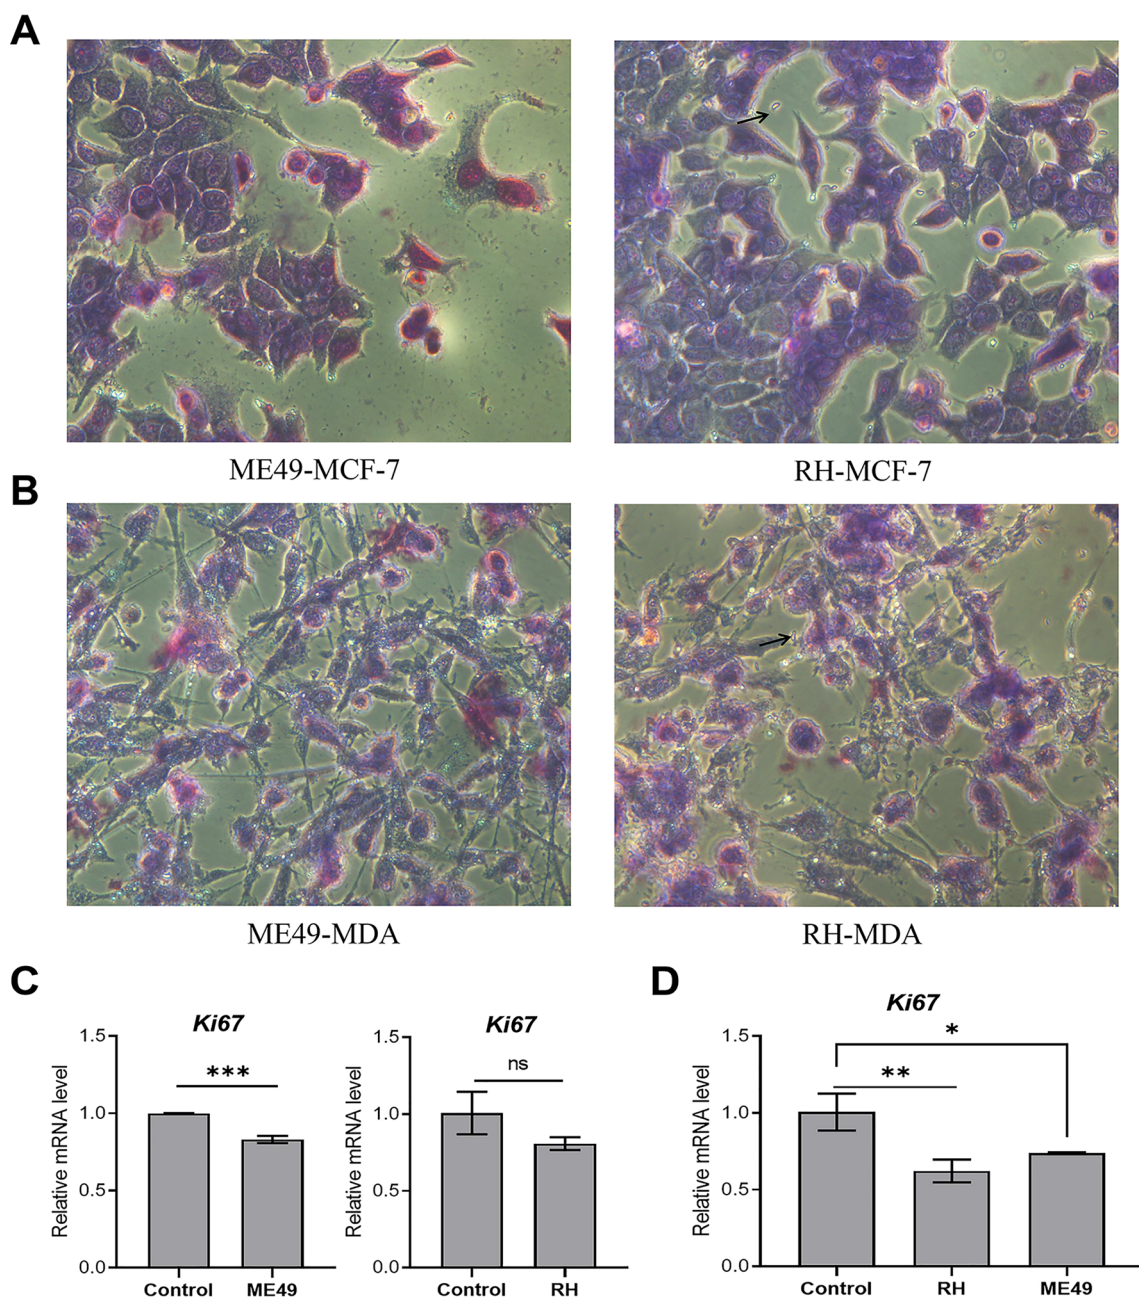 A
ME49-MCF-7
RH-MCF-7
B
ME49-MDA
RH-MDA
C
Ki67
***
Relative mRNA level
1.5
1.0
0.5
0.0
Control
ME49
Ki67
ns
Relative mRNA level
1.5
1.0
0.5
0.0
Control
RH
D
Ki67
*
**
Relative mRNA level
1.5
1.0
0.5
0.0
Control
RH
ME49